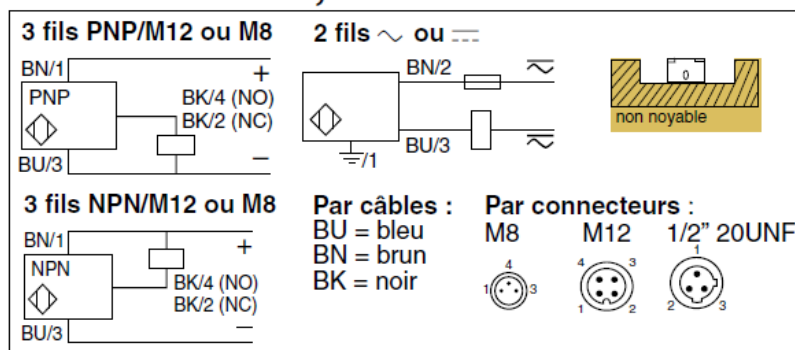 3 fils PNP/M12 ou M8
BN/1
+
PNP
BK/4 (NO)
BK/2 (NC)
BU/3
−
2 fils ∼ ou ⎓
BN/2
BU/3
/1
0
non noyable
3 fils NPN/M12 ou M8
BN/1
+
NPN
BK/4 (NO)
BK/2 (NC)
BU/3
−
Par câbles :
BU = bleu
BN = brun
BK = noir
Par connecteurs :
M8 M12 1/2” 20UNF
4
1 3
4 3
1 2
1
2 3